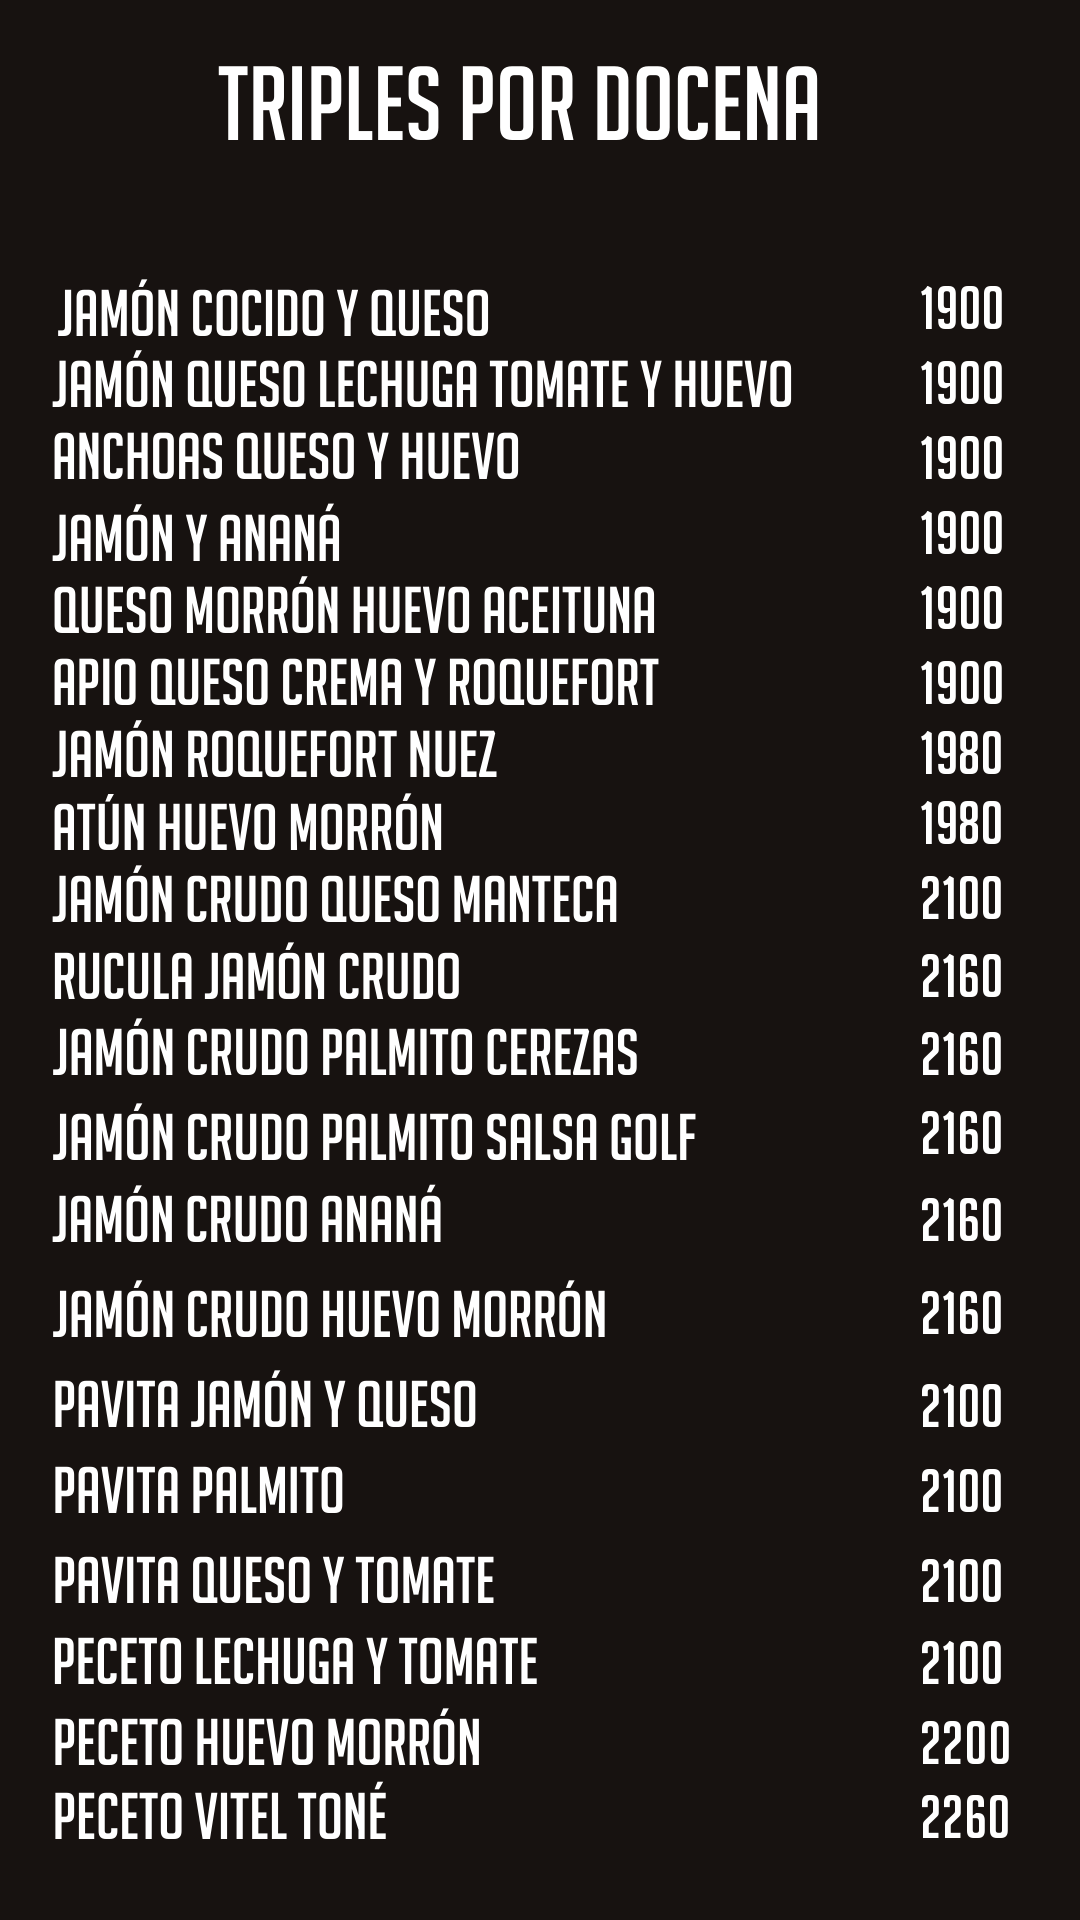 TRIPLES POR DOCENA
JAMÓN COCIDO Y QUESO 1900
JAMÓN QUESO LECHUGA TOMATE Y HUEVO 1900
ANCHOAS QUESO Y HUEVO 1900
JAMÓN Y ANANÁ 1900
QUESO MORRÓN HUEVO ACEITUNA 1900
APIO QUESO CREMA Y ROQUEFORT 1900
JAMÓN ROQUEFORT NUEZ 1980
ATÚN HUEVO MORRÓN 1980
JAMÓN CRUDO QUESO MANTECA 2100
RUCULA JAMÓN CRUDO 2160
JAMÓN CRUDO PALMITO CEREZAS 2160
JAMÓN CRUDO PALMITO SALSA GOLF 2160
JAMÓN CRUDO ANANÁ 2160
JAMÓN CRUDO HUEVO MORRÓN 2160
PAVITA JAMÓN Y QUESO 2100
PAVITA PALMITO 2100
PAVITA QUESO Y TOMATE 2100
PECETO LECHUGA Y TOMATE 2100
PECETO HUEVO MORRÓN 2200
PECETO VITEL TONÉ 2260